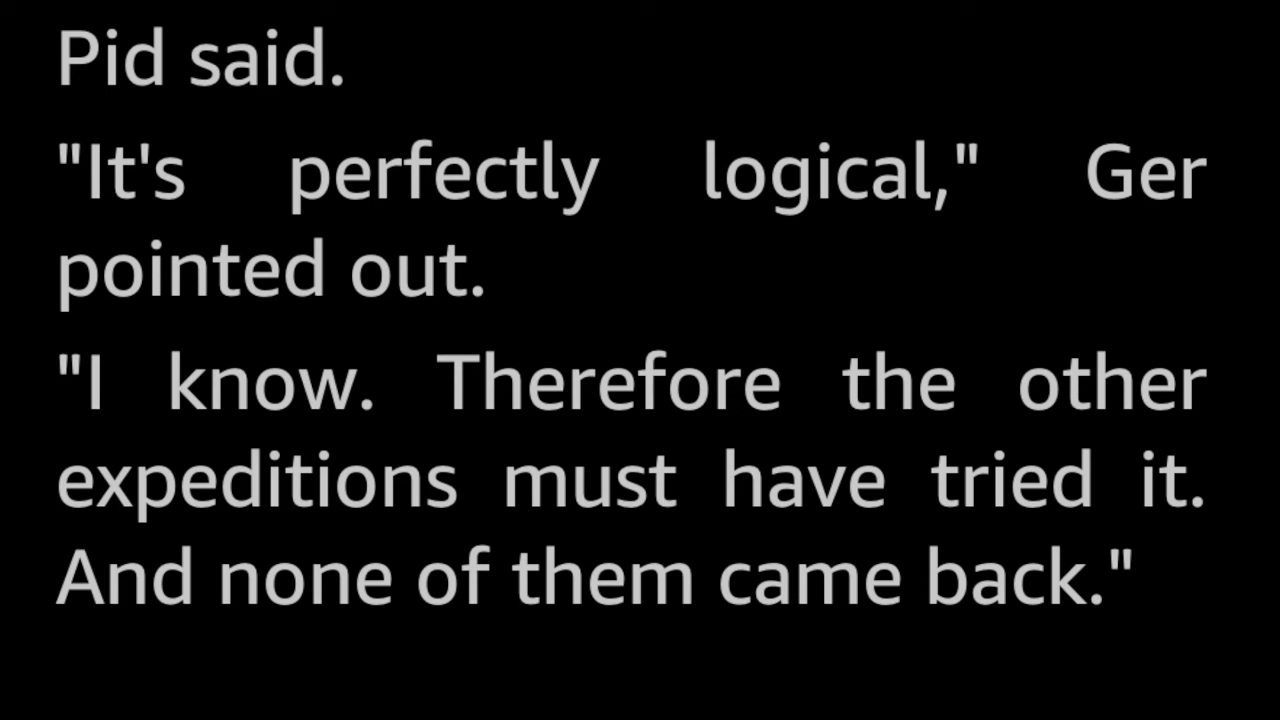 Pid said.
"It's perfectly logical," Ger
pointed out.
"I know. Therefore the other
expeditions must have tried it.
And none of them came back."